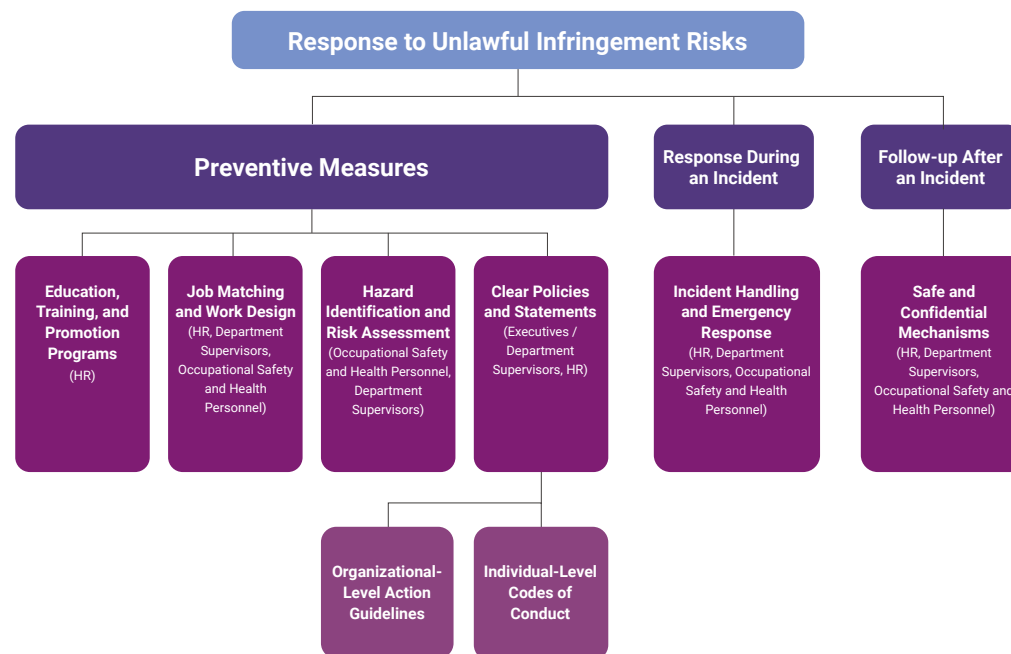 Response to Unlawful Infringement Risks
Preventive Measures
Response During
an Incident
Follow-up After
an Incident
Education,
Training, and
Promotion
Programs
(HR)
Job Matching
and Work Design
(HR, Department
Supervisors,
Occupational Safety
and Health
Personnel)
Hazard
Identification and
Risk Assessment
(Occupational Safety
and Health Personnel,
Department
Supervisors)
Clear Policies
and Statements
(Executives /
Department
Supervisors, HR)
Incident Handling
and Emergency
Response
(HR, Department
Supervisors, Occupational
Safety and Health
Personnel)
Safe and
Confidential
Mechanisms
(HR, Department
Supervisors,
Occupational Safety and
Health Personnel)
Organizational-
Level Action
Guidelines
Individual-Level
Codes of
Conduct